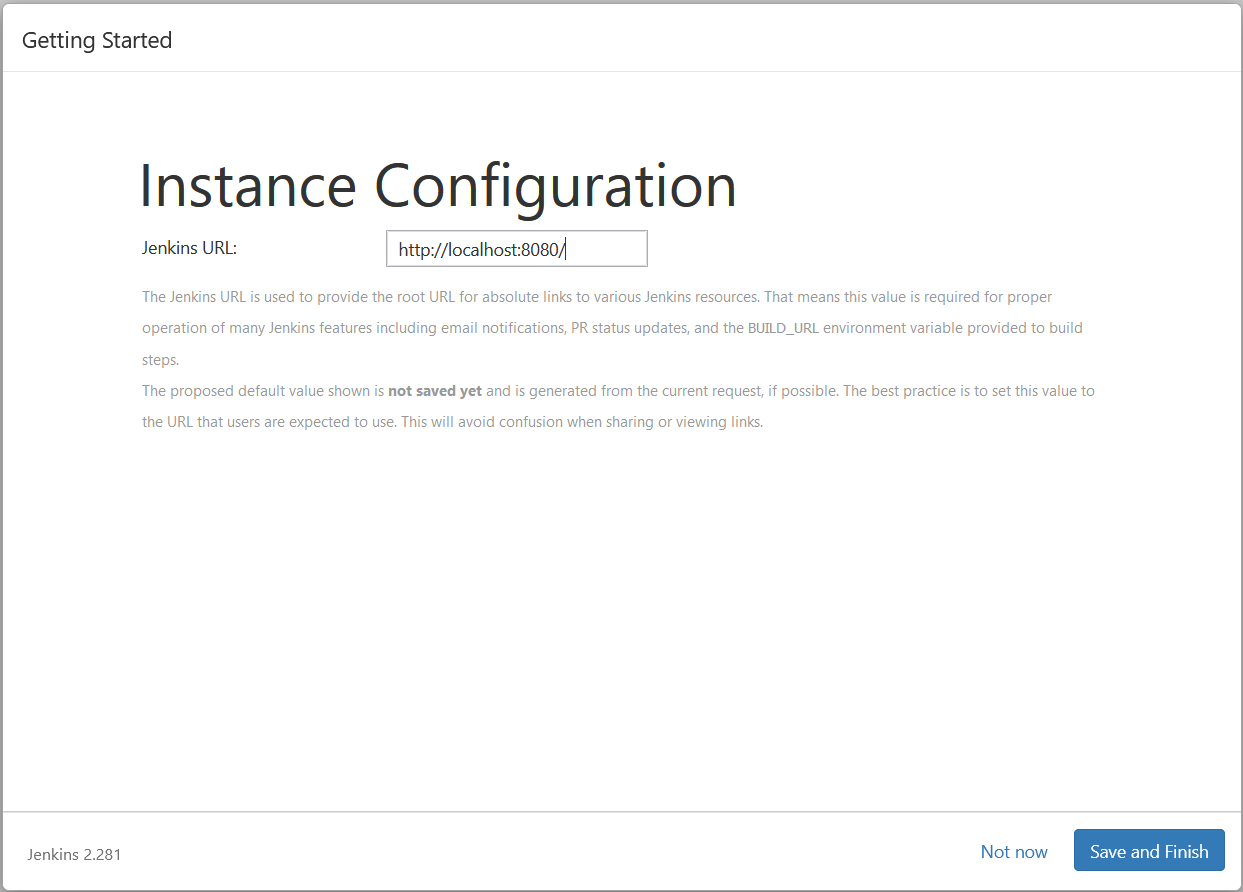 Getting Started
Instance Configuration
Jenkins URL:
http://localhost:8080/
The Jenkins URL is used to provide the root URL for absolute links to various Jenkins resources. That means this value is required for proper
operation of many Jenkins features including email notifications, PR status updates, and the BUILD_URL environment variable provided to build
steps.
The proposed default value shown is not saved yet and is generated from the current request, if possible. The best practice is to set this value to
the URL that users are expected to use. This will avoid confusion when sharing or viewing links.
Jenkins 2.281
Not now
Save and Finish